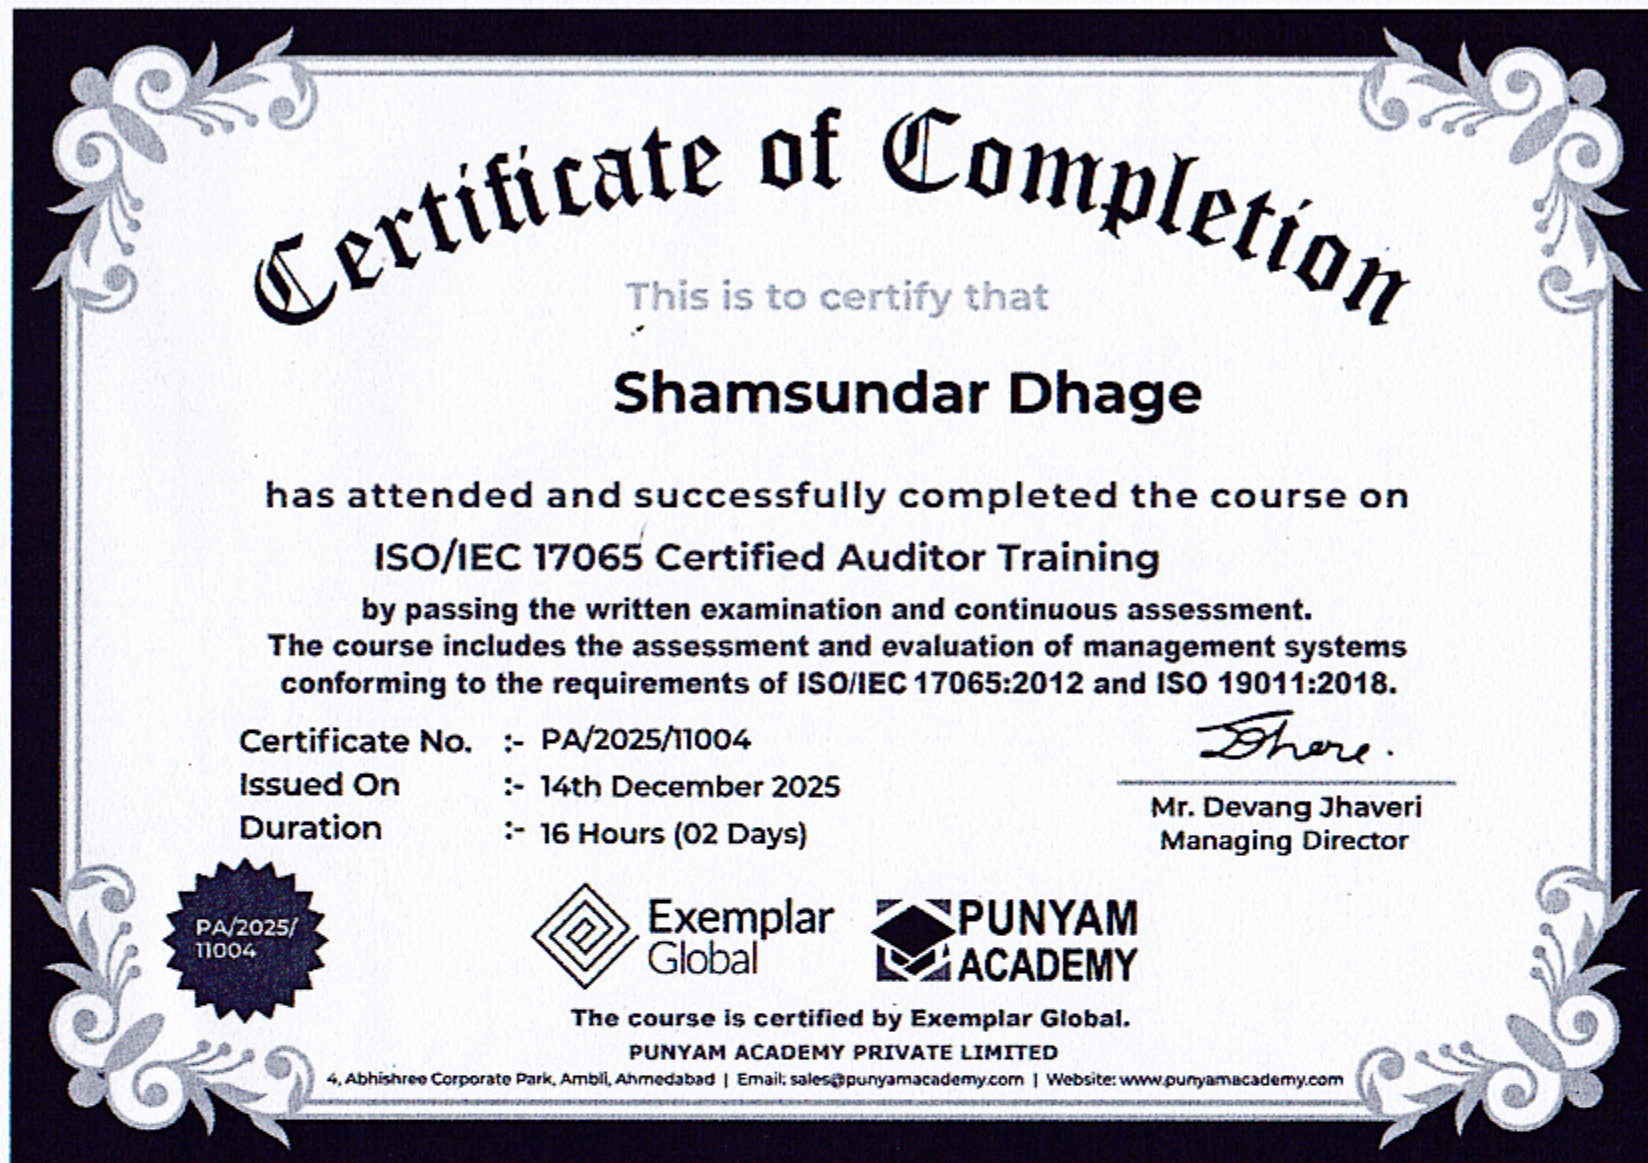 Certificate of Completion
This is to certify that
Shamsundar Dhage
has attended and successfully completed the course on
ISO/IEC 17065 Certified Auditor Training
by passing the written examination and continuous assessment.
The course includes the assessment and evaluation of management systems
conforming to the requirements of ISO/IEC 17065:2012 and ISO 19011:2018.
Certificate No. :- PA/2025/11004
Issued On :- 14th December 2025
Duration :- 16 Hours (02 Days)
Mr. Devang Jhaveri
Managing Director
PA/2025/
11004
Exemplar
Global
PUNYAM
ACADEMY
The course is certified by Exemplar Global.
PUNYAM ACADEMY PRIVATE LIMITED
4, Abhishree Corporate Park, Ambli, Ahmedabad | Email: sales@punyamacademy.com | Website: www.punyamacademy.com